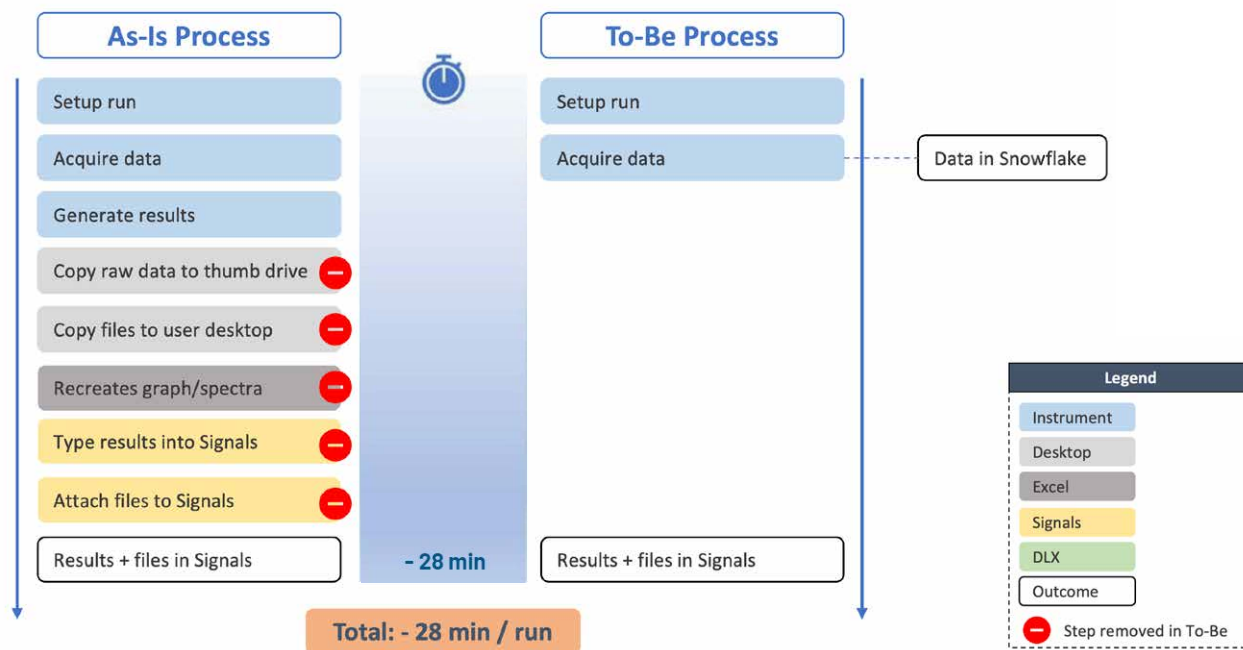 As-Is Process
To-Be Process
Setup run
Setup run
Acquire data
Acquire data
Data in Snowflake
Generate results
Copy raw data to thumb drive
Copy files to user desktop
Recreates graph/spectra
Type results into Signals
Attach files to Signals
Results + files in Signals
- 28 min
Results + files in Signals
Total: - 28 min / run
Legend
Instrument
Desktop
Excel
Signals
DLX
Outcome
Step removed in To-Be